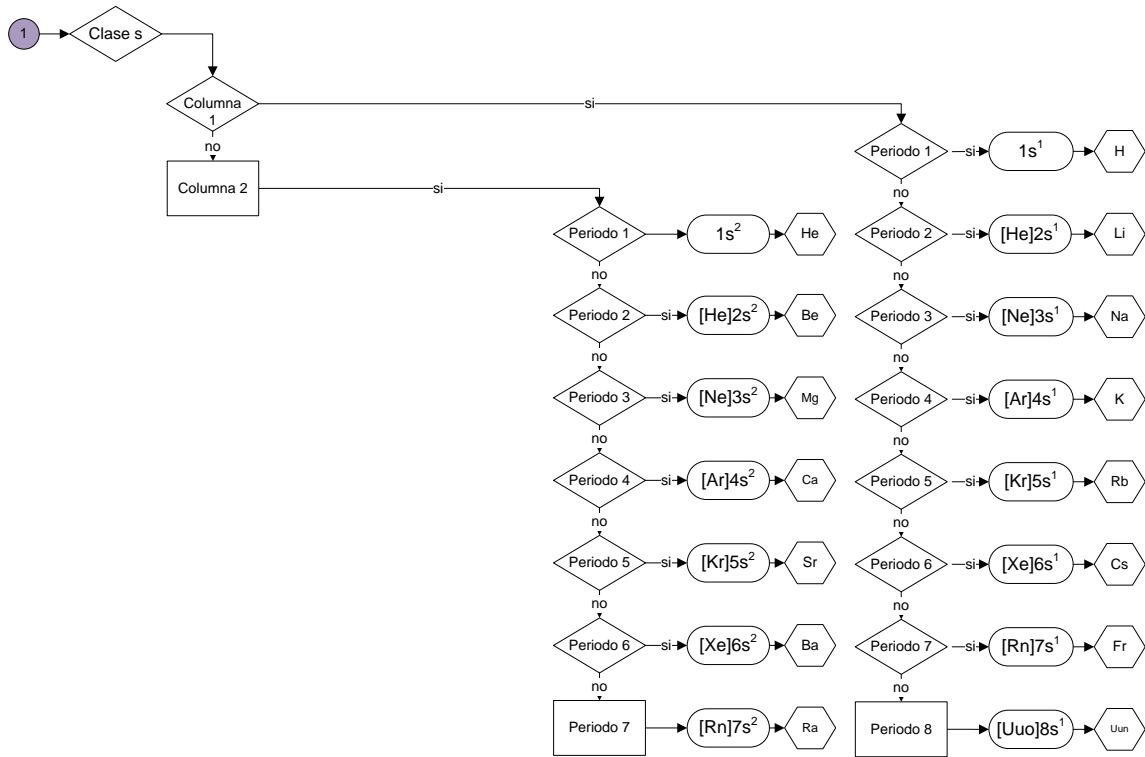 1
Clase s
Columna
1
si
no
Columna 2
si
Periodo 1
si
1s¹
H
no
Periodo 2
si
[He]2s¹
Li
no
Periodo 3
si
[Ne]3s¹
Na
no
Periodo 4
si
[Ar]4s¹
K
no
Periodo 5
si
[Kr]5s¹
Rb
no
Periodo 6
si
[Xe]6s¹
Cs
no
Periodo 7
si
[Rn]7s¹
Fr
no
Periodo 8
[Uuo]8s¹
Uun
Periodo 1
1s²
He
no
Periodo 2
si
[He]2s²
Be
no
Periodo 3
si
[Ne]3s²
Mg
no
Periodo 4
si
[Ar]4s²
Ca
no
Periodo 5
si
[Kr]5s²
Sr
no
Periodo 6
si
[Xe]6s²
Ba
no
Periodo 7
[Rn]7s²
Ra